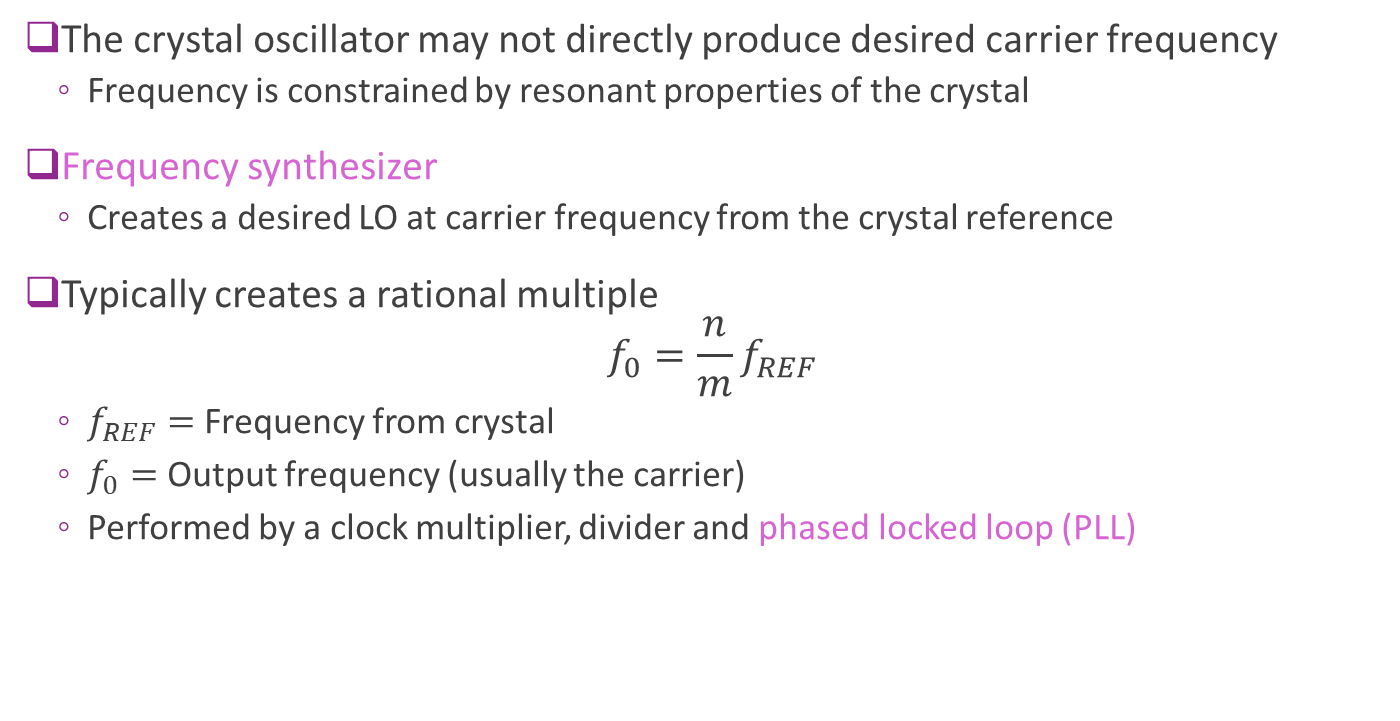 ❑The crystal oscillator may not directly produce desired carrier frequency
◦ Frequency is constrained by resonant properties of the crystal
❑Frequency synthesizer
◦ Creates a desired LO at carrier frequency from the crystal reference
❑Typically creates a rational multiple
f₀ = n/m f_REF
◦ f_REF = Frequency from crystal
◦ f₀ = Output frequency (usually the carrier)
◦ Performed by a clock multiplier, divider and phased locked loop (PLL)